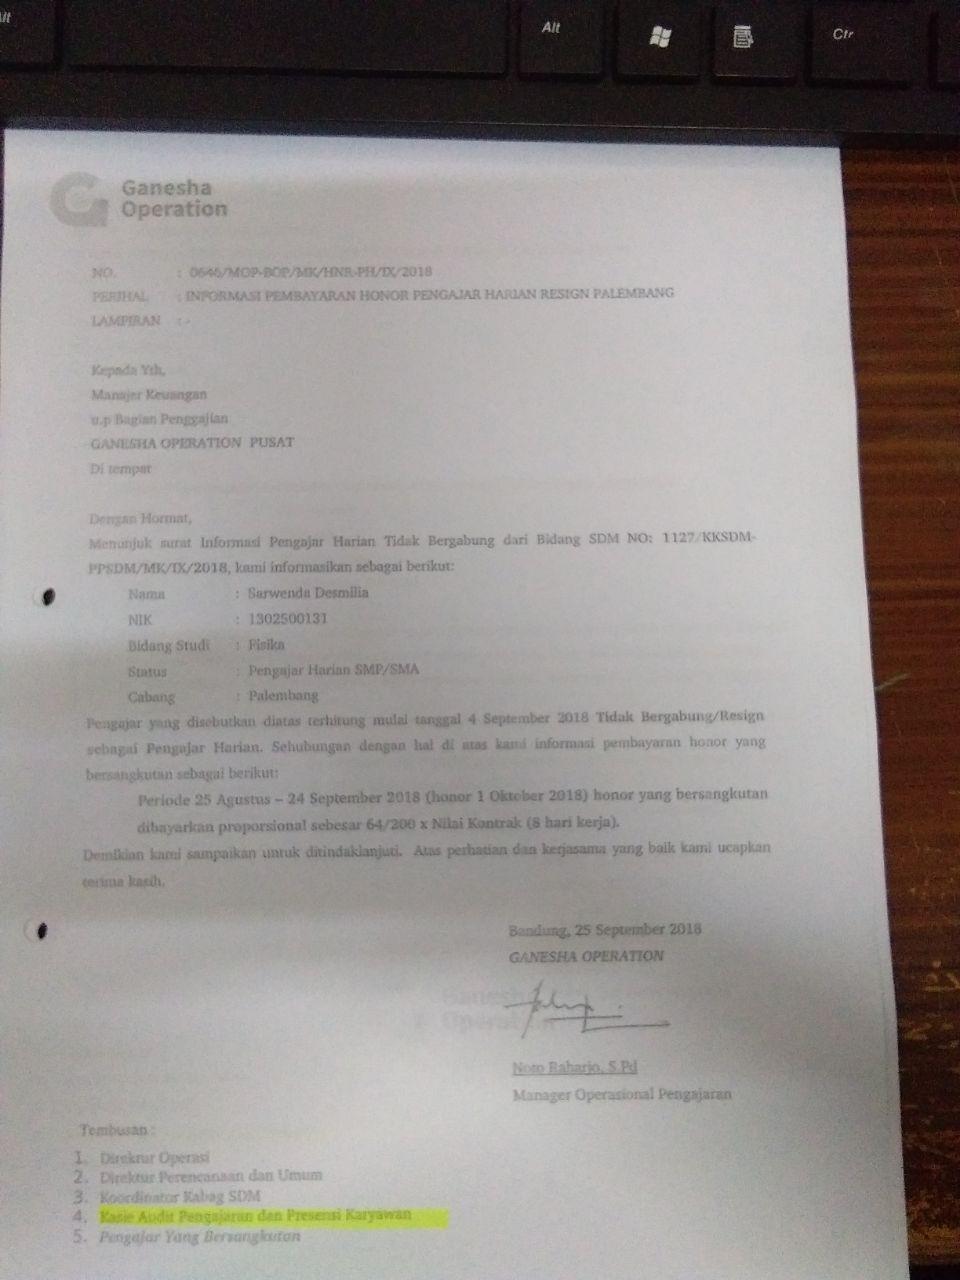 Alt
Alt
Ctr
Ganesha
Operation
NO. : 0646/MOP-BOP/MK/HNR-PH/IX/2018
PERIHAL : INFORMASI PEMBAYARAN HONOR PENGAJAR HARIAN RESIGN PALEMBANG
LAMPIRAN : -
Kepada Yth,
Manajer Keuangan
u.p Bagian Penggajian
GANESHA OPERATION PUSAT
Di tempat
Dengan Hormat,
Menunjuk surat Informasi Pengajar Harian Tidak Bergabung dari Bidang SDM NO: 1127/KKSDM-
PPSDM/MK/IX/2018, kami informasikan sebagai berikut:
Nama : Sarwenda Desmilia
NIK : 1302500131
Bidang Studi : Fisika
Status : Pengajar Harian SMP/SMA
Cabang : Palembang
Pengajar yang disebutkan diatas terhitung mulai tanggal 4 September 2018 Tidak Bergabung/Resign
sebagai Pengajar Harian. Sehubungan dengan hal di atas kami informasi pembayaran honor yang
bersangkutan sebagai berikut:
Periode 25 Agustus – 24 September 2018 (honor 1 Oktober 2018) honor yang bersangkutan
dibayarkan proporsional sebesar 64/200 x Nilai Kontrak (8 hari kerja).
Demikian kami sampaikan untuk ditindaklanjuti. Atas perhatian dan kerjasama yang baik kami ucapkan
terima kasih.
Bandung, 25 September 2018
GANESHA OPERATION
Ganesha
Operation
Noto Raharjo, S.Pd
Manager Operasional Pengajaran
Tembusan :
1. Direktur Operasi
2. Direktur Perencanaan dan Umum
3. Koordinator Kabag SDM
4. Kasie Audit Pengajaran dan Presensi Karyawan
5. Pengajar Yang Bersangkutan